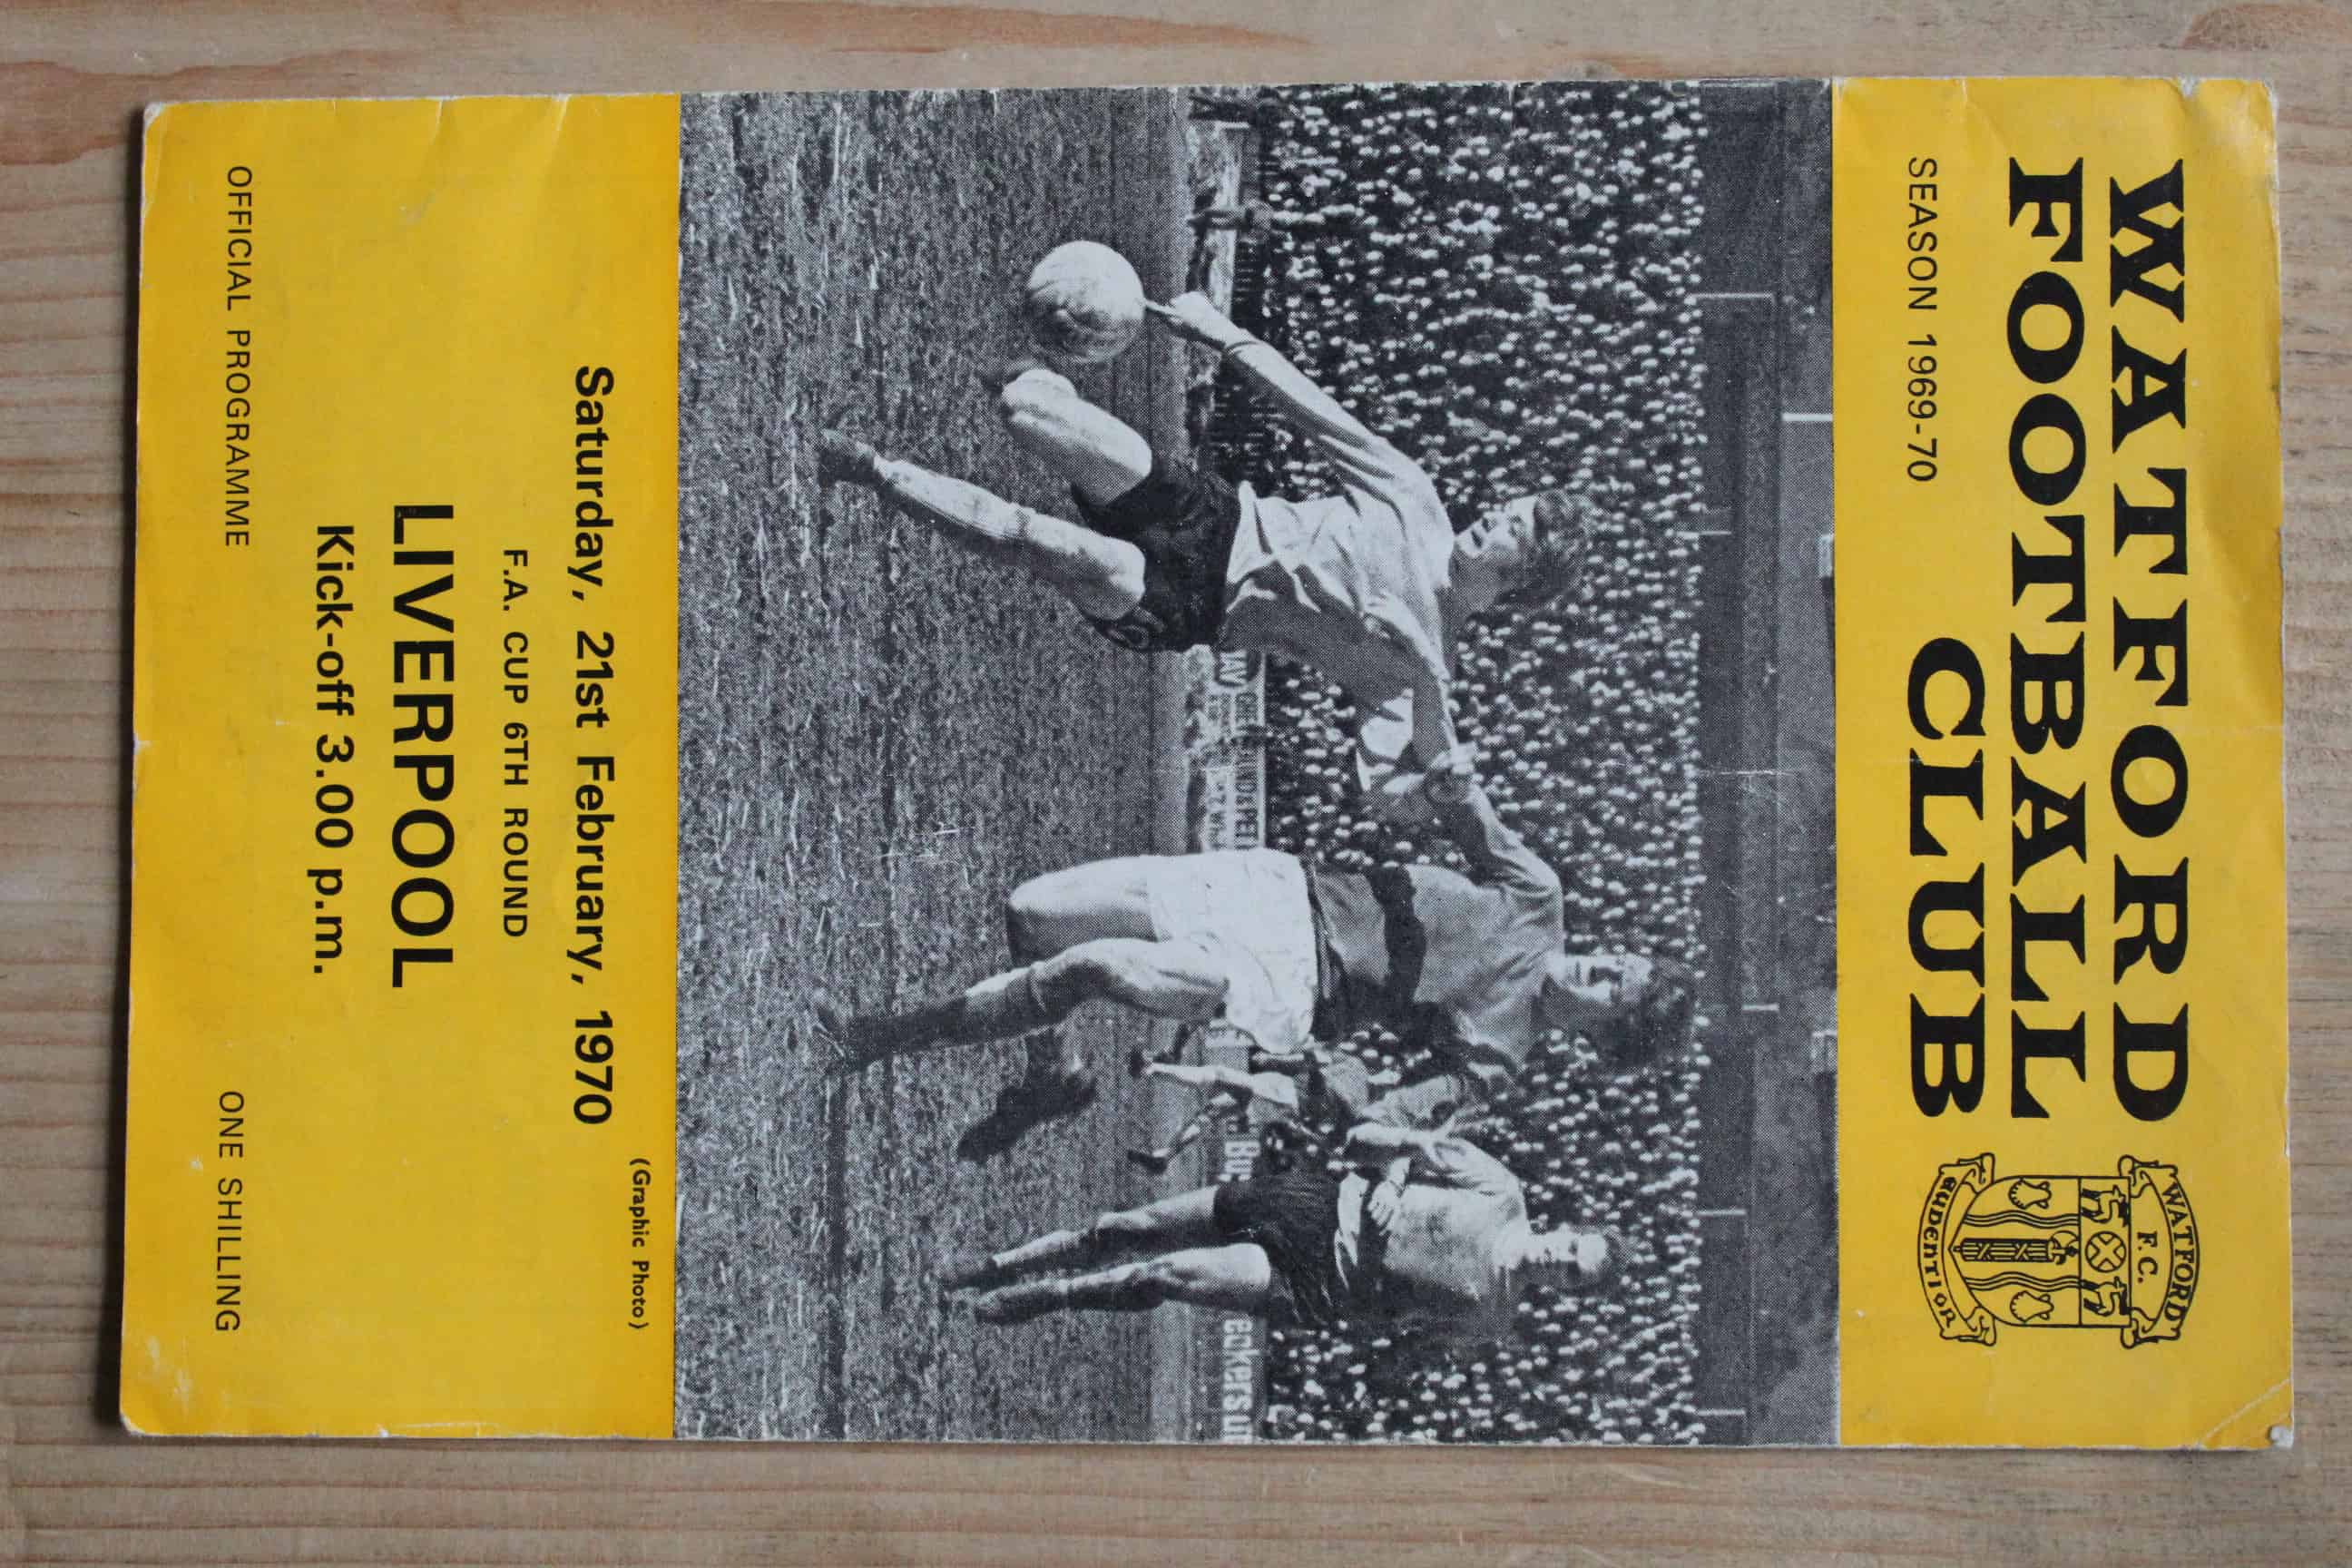 WATFORD
FOOTBALL
CLUB
SEASON 1969-70
WATFORD
F.C.
AUDENTIOR
(Graphic Photo)
Saturday, 21st February, 1970
F.A. CUP 6TH ROUND
LIVERPOOL
Kick-off 3.00 p.m.
OFFICIAL PROGRAMME
ONE SHILLING